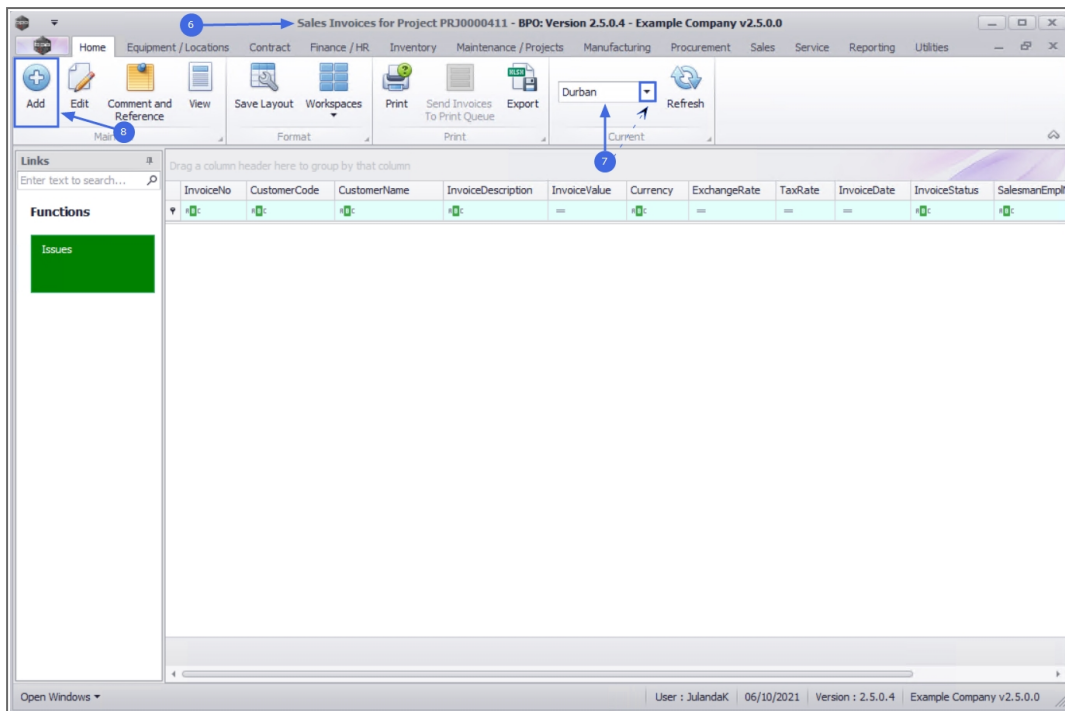 6
Sales Invoices for Project PRJ0000411 - BPO: Version 2.5.0.4 - Example Company v2.5.0.0
Home Equipment / Locations Contract Finance / HR Inventory Maintenance / Projects Manufacturing Procurement Sales Service Reporting Utilities
Add Edit Comment and Reference View Save Layout Workspaces Print Send Invoices To Print Queue Export Durban Refresh
8
Format Print Current
7
Links
Enter text to search...
Drag a column header here to group by that column
InvoiceNo CustomerCode CustomerName InvoiceDescription InvoiceValue Currency ExchangeRate TaxRate InvoiceDate InvoiceStatus
Functions
Issues
Open Windows User : JulandaK 06/10/2021 Version : 2.5.0.4 Example Company v2.5.0.0